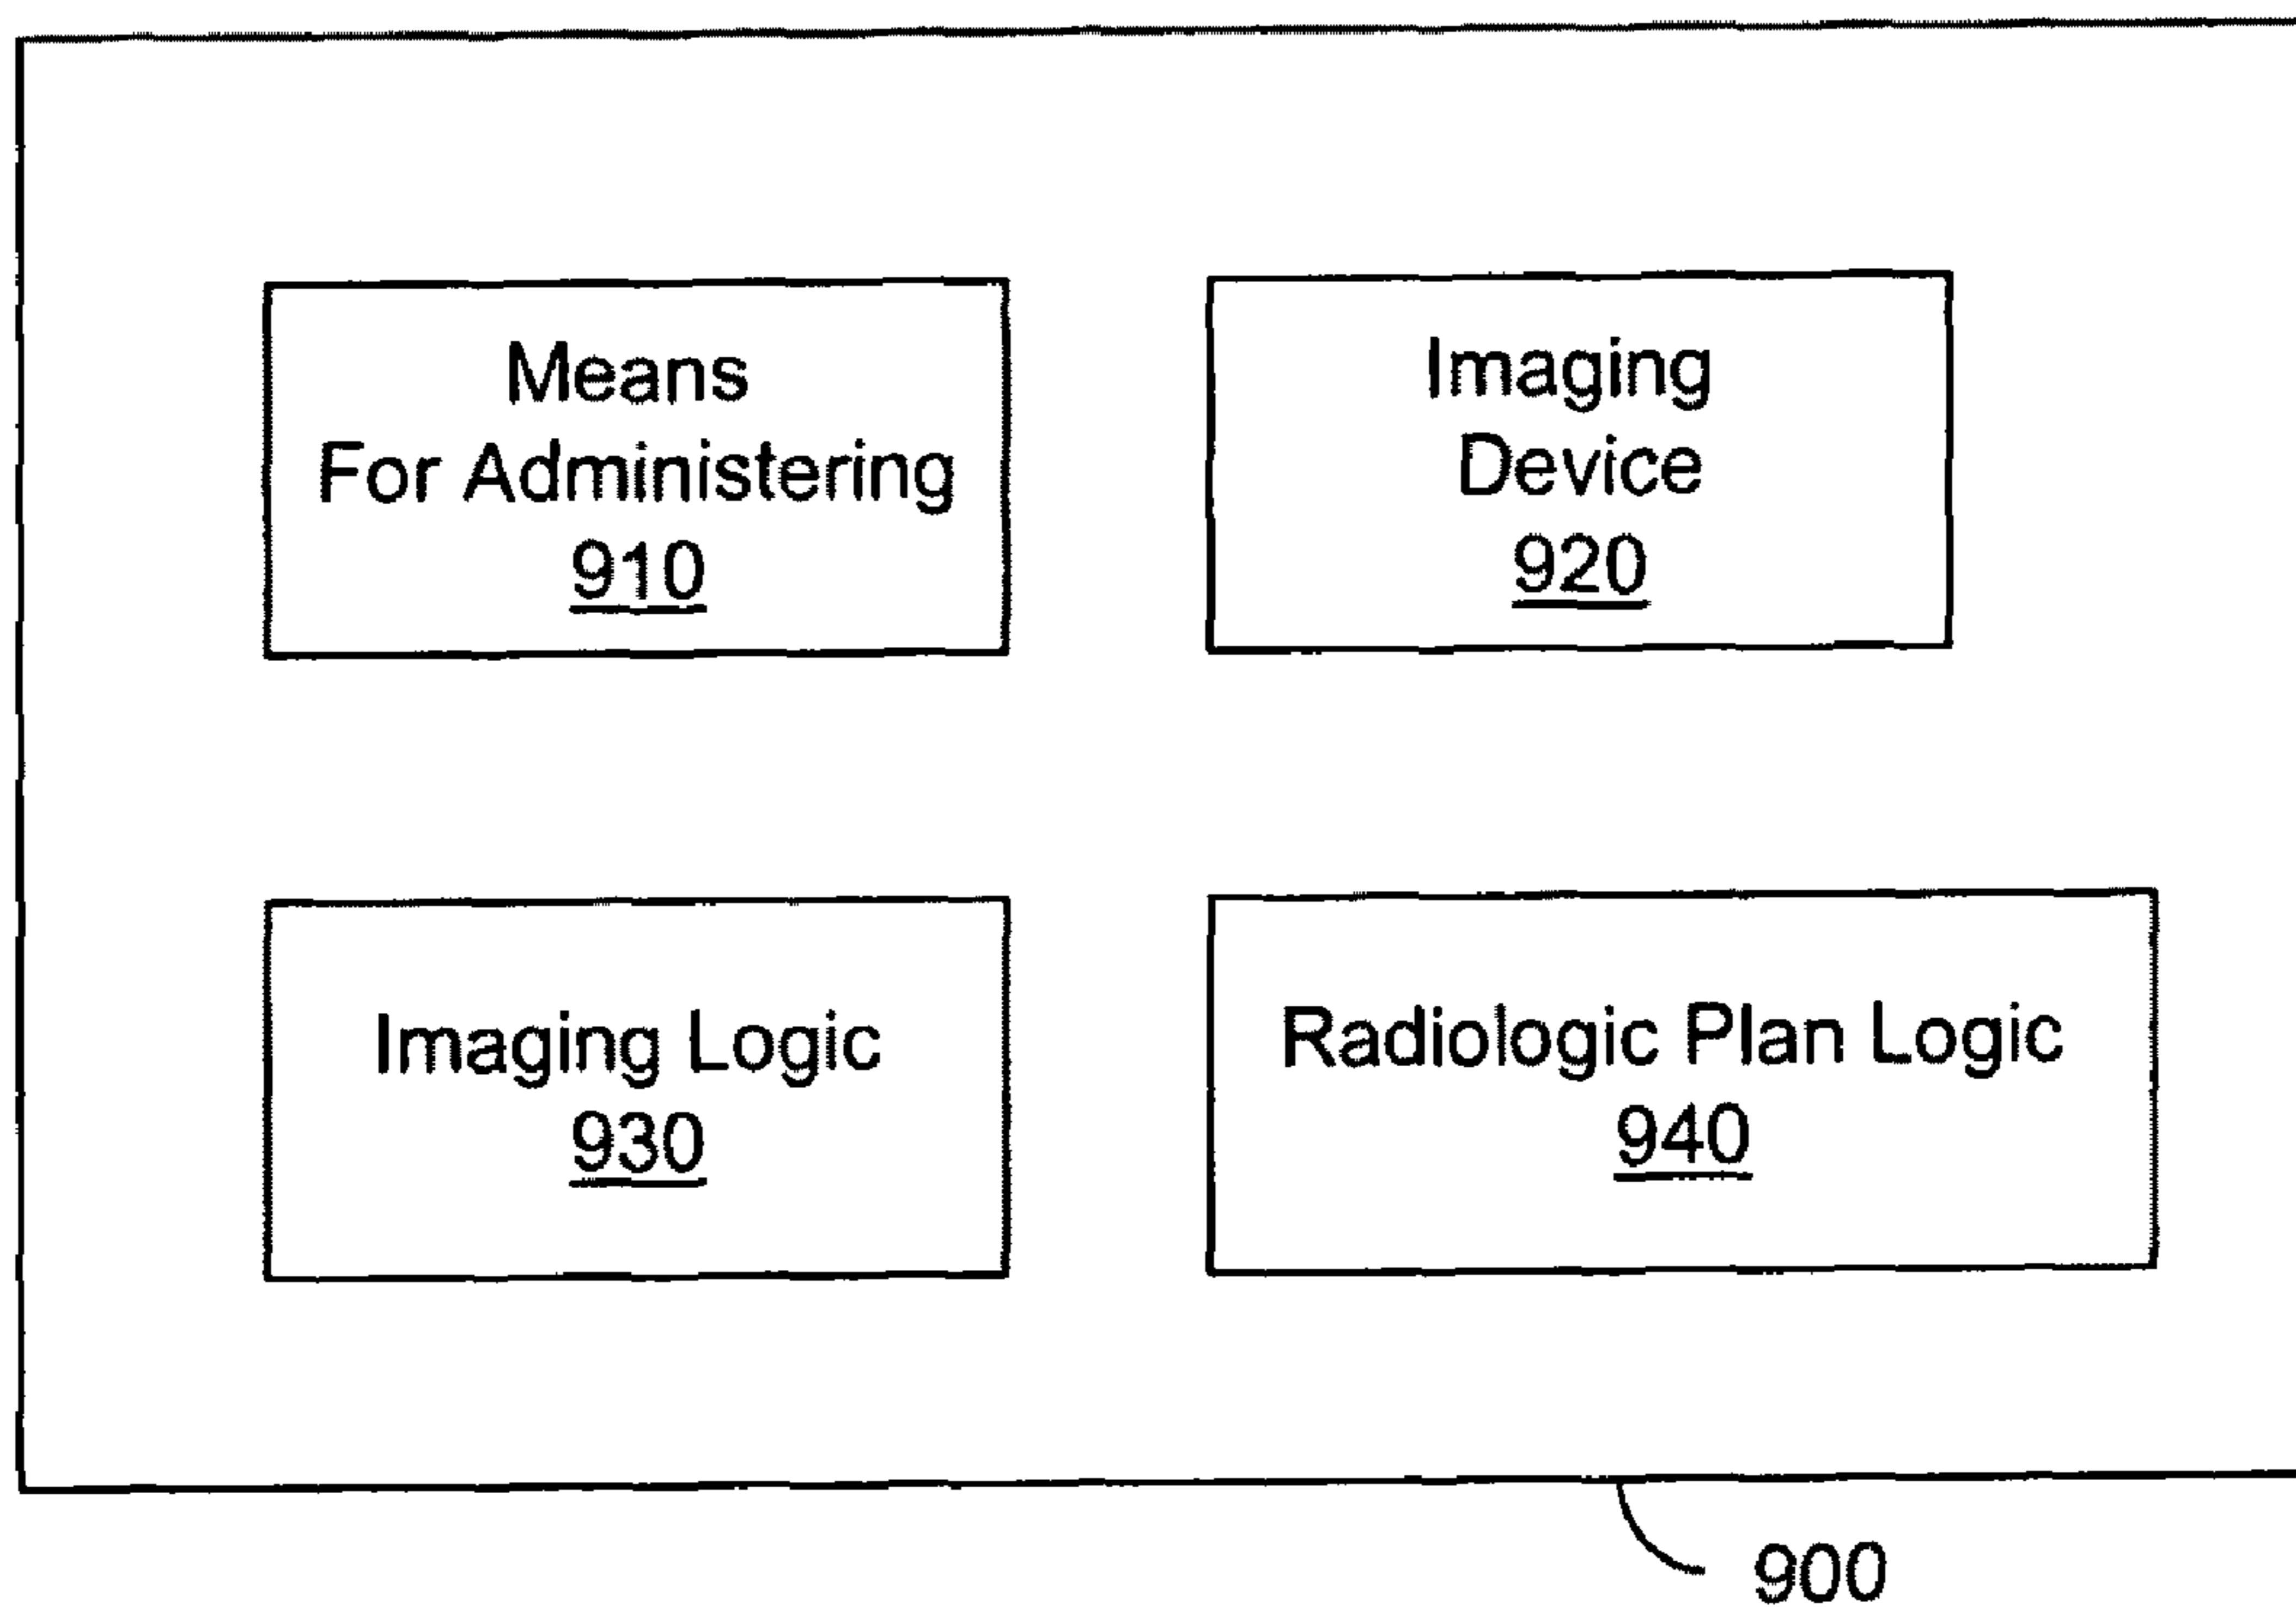 Means
For Administering
910
Imaging
Device
920
Imaging Logic
930
Radiologic Plan Logic
940
900